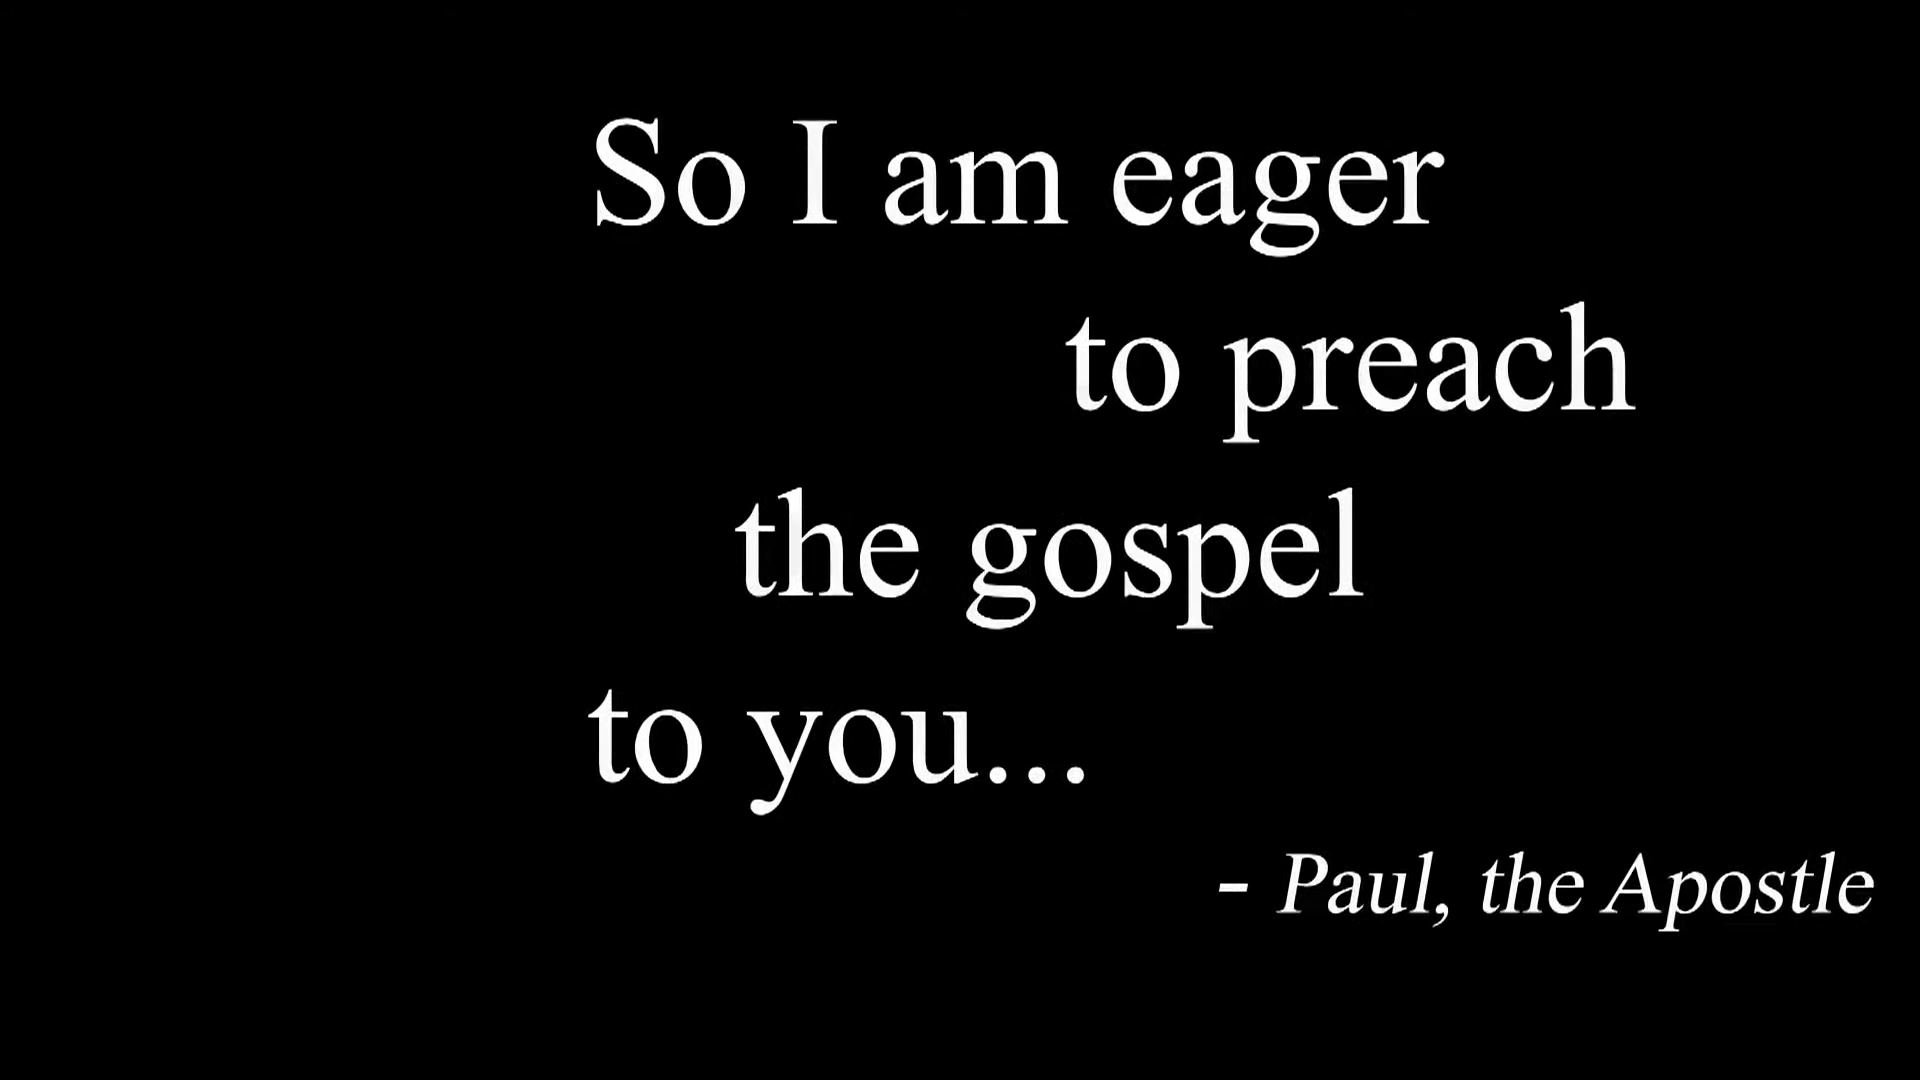 So I am eager
to preach
the gospel
to you...
- Paul, the Apostle